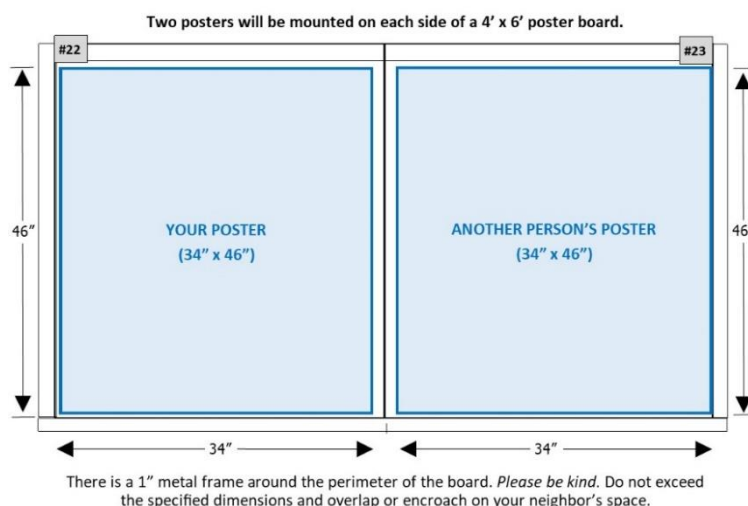 Two posters will be mounted on each side of a 4' x 6' poster board.
#22
#23
46"
YOUR POSTER
(34" x 46")
ANOTHER PERSON'S POSTER
(34" x 46")
46"
34"
34"
There is a 1" metal frame around the perimeter of the board. Please be kind. Do not exceed
the specified dimensions and overlap or encroach on your neighbor's space.